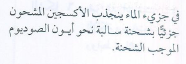 في جزيء الماء ينجذب الأكسجين المشحون
جزئيًّا بشحنة سالبة نحو أيون الصوديوم
الموجب الشحنة.